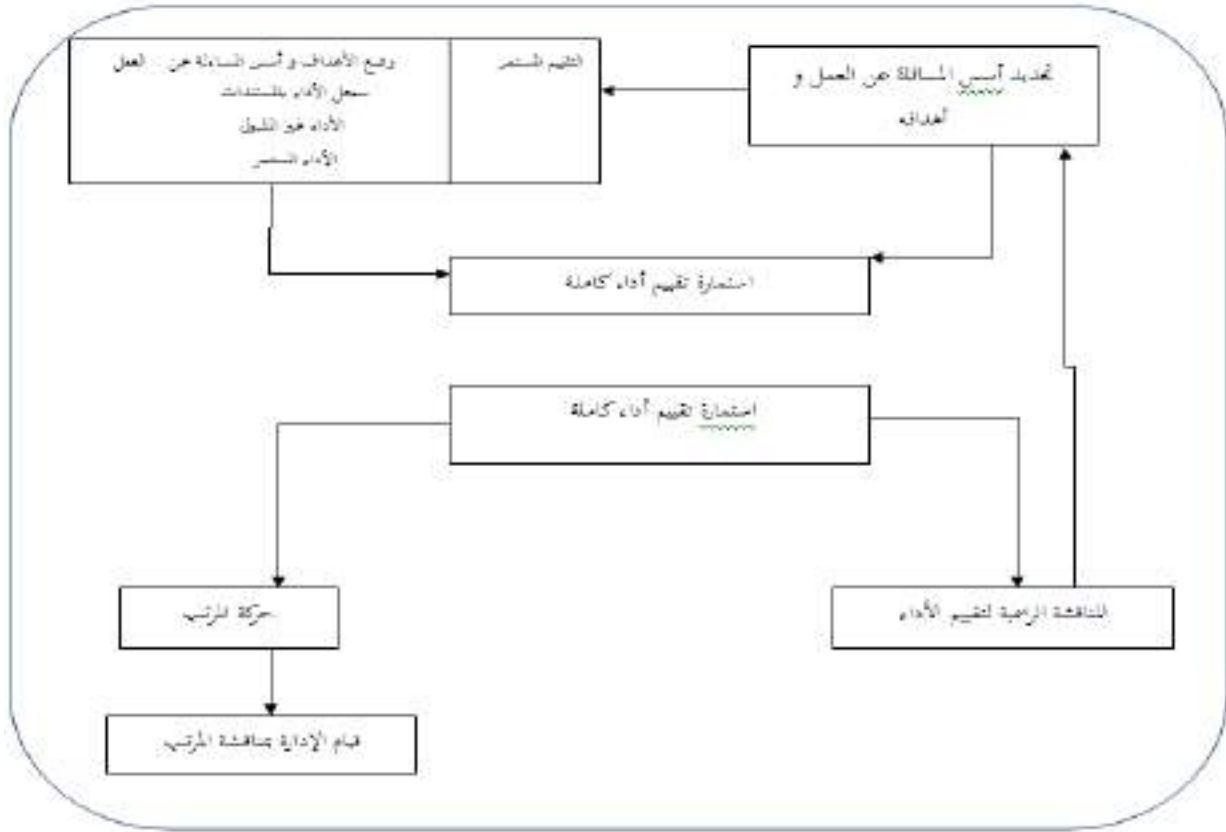 تحديد أسس المساءلة عن العمل و
أهدافه
التقييم المستمر
وضع الأهداف و أسس المساءلة عن العمل
سجل الأداء بالمستندات
الأداء غير المقبول
الأداء المستمر
استمارة تقييم أداء كاملة
استمارة تقييم أداء كاملة
المناقشة الرسمية لتقييم الأداء
حركة المرتب
قيام الإدارة بمناقشة المرتب